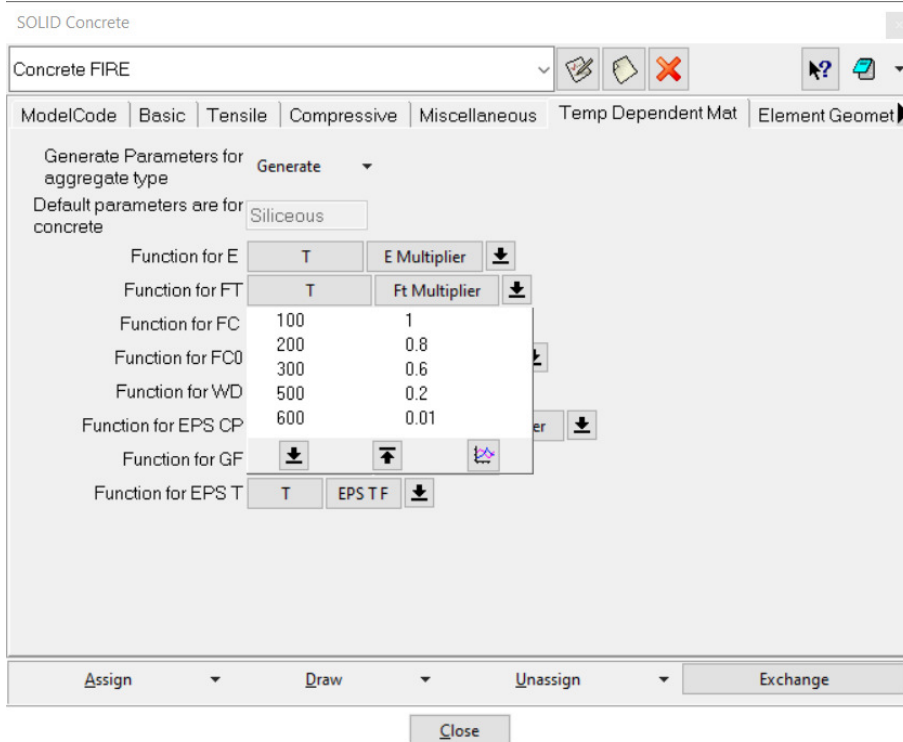 SOLID Concrete
Concrete FIRE
ModelCode Basic Tensile Compressive Miscellaneous Temp Dependent Mat Element Geomet
Generate Parameters for
aggregate type
Generate
Default parameters are for
concrete
Siliceous
Function for E T E Multiplier
Function for FT T Ft Multiplier
Function for FC 100 1
200 0.8
Function for FC0 300 0.6
Function for WD 500 0.2
Function for EPS CP 600 0.01 er
Function for GF
Function for EPS T T EPS T F
Assign Draw Unassign Exchange
Close